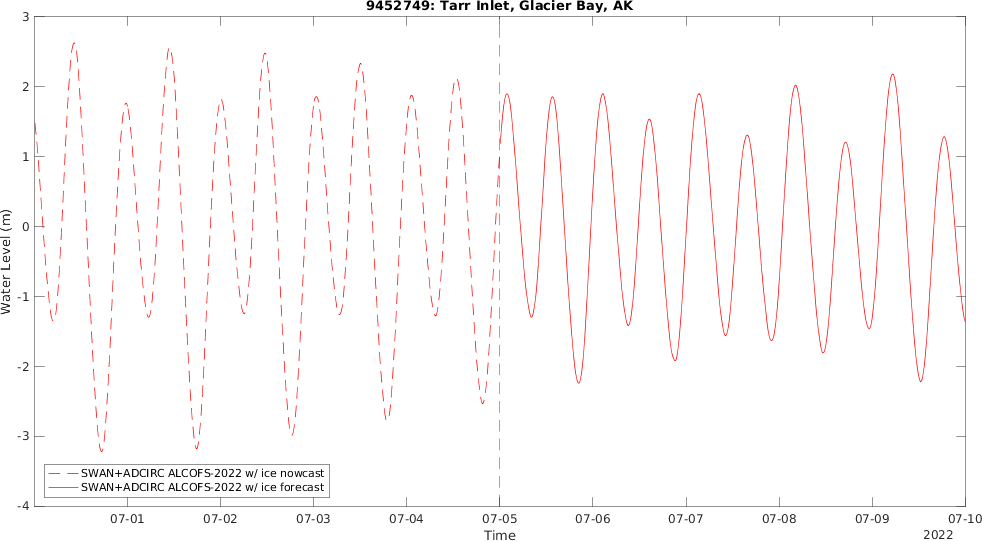 9452749: Tarr Inlet, Glacier Bay, AK
3
2
1
0
-1
-2
-3
-4
Water Level (m)
SWAN+ADCIRC ALCOFS-2022 w/ ice nowcast
SWAN+ADCIRC ALCOFS-2022 w/ ice forecast
07-01 07-02 07-03 07-04 07-05 07-06 07-07 07-08 07-09 07-10
Time
2022